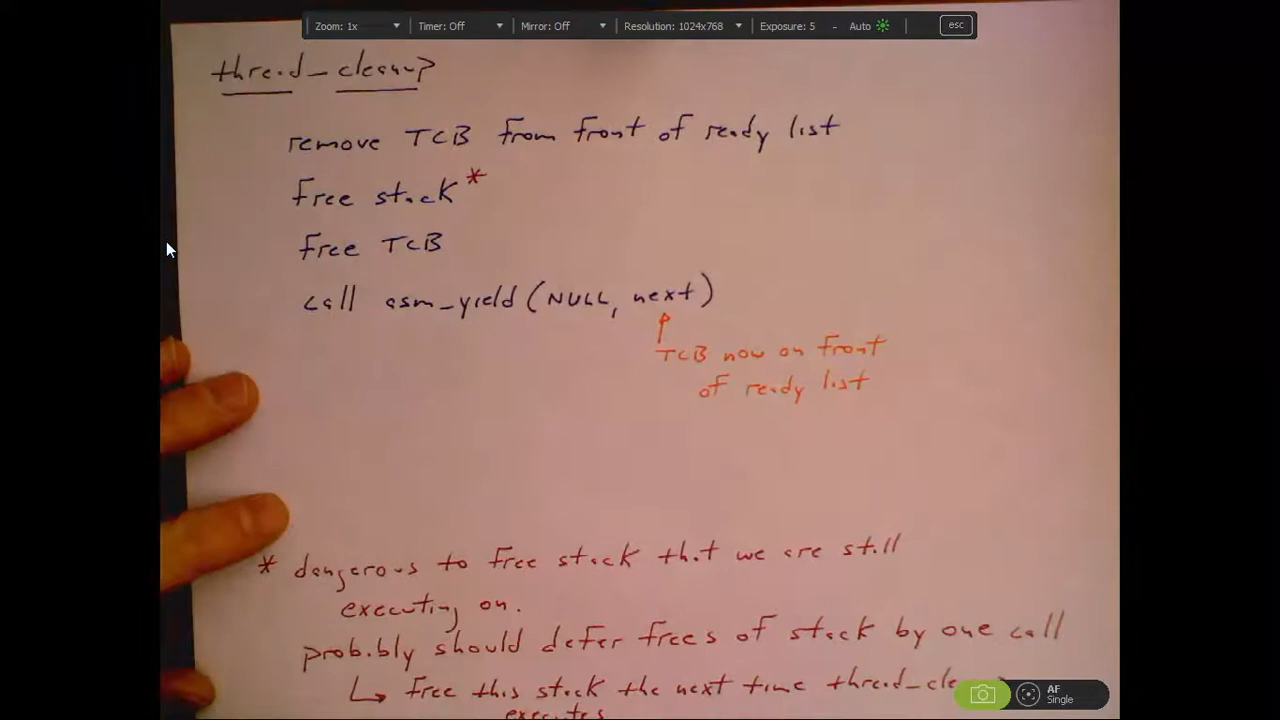 Zoom: 1x Timer: Off Mirror: Off Resolution: 1024x768 Exposure: 5 - Auto esc
thread_cleanup
remove TCB from front of ready list
free stack *
free TCB
call asm_yield (NULL, next)
TCB now on front
of ready list
* dangerous to free stack that we are still
executing on.
probably should defer frees of stack by one call
↳ free this stack the next time
executes
AF
Single